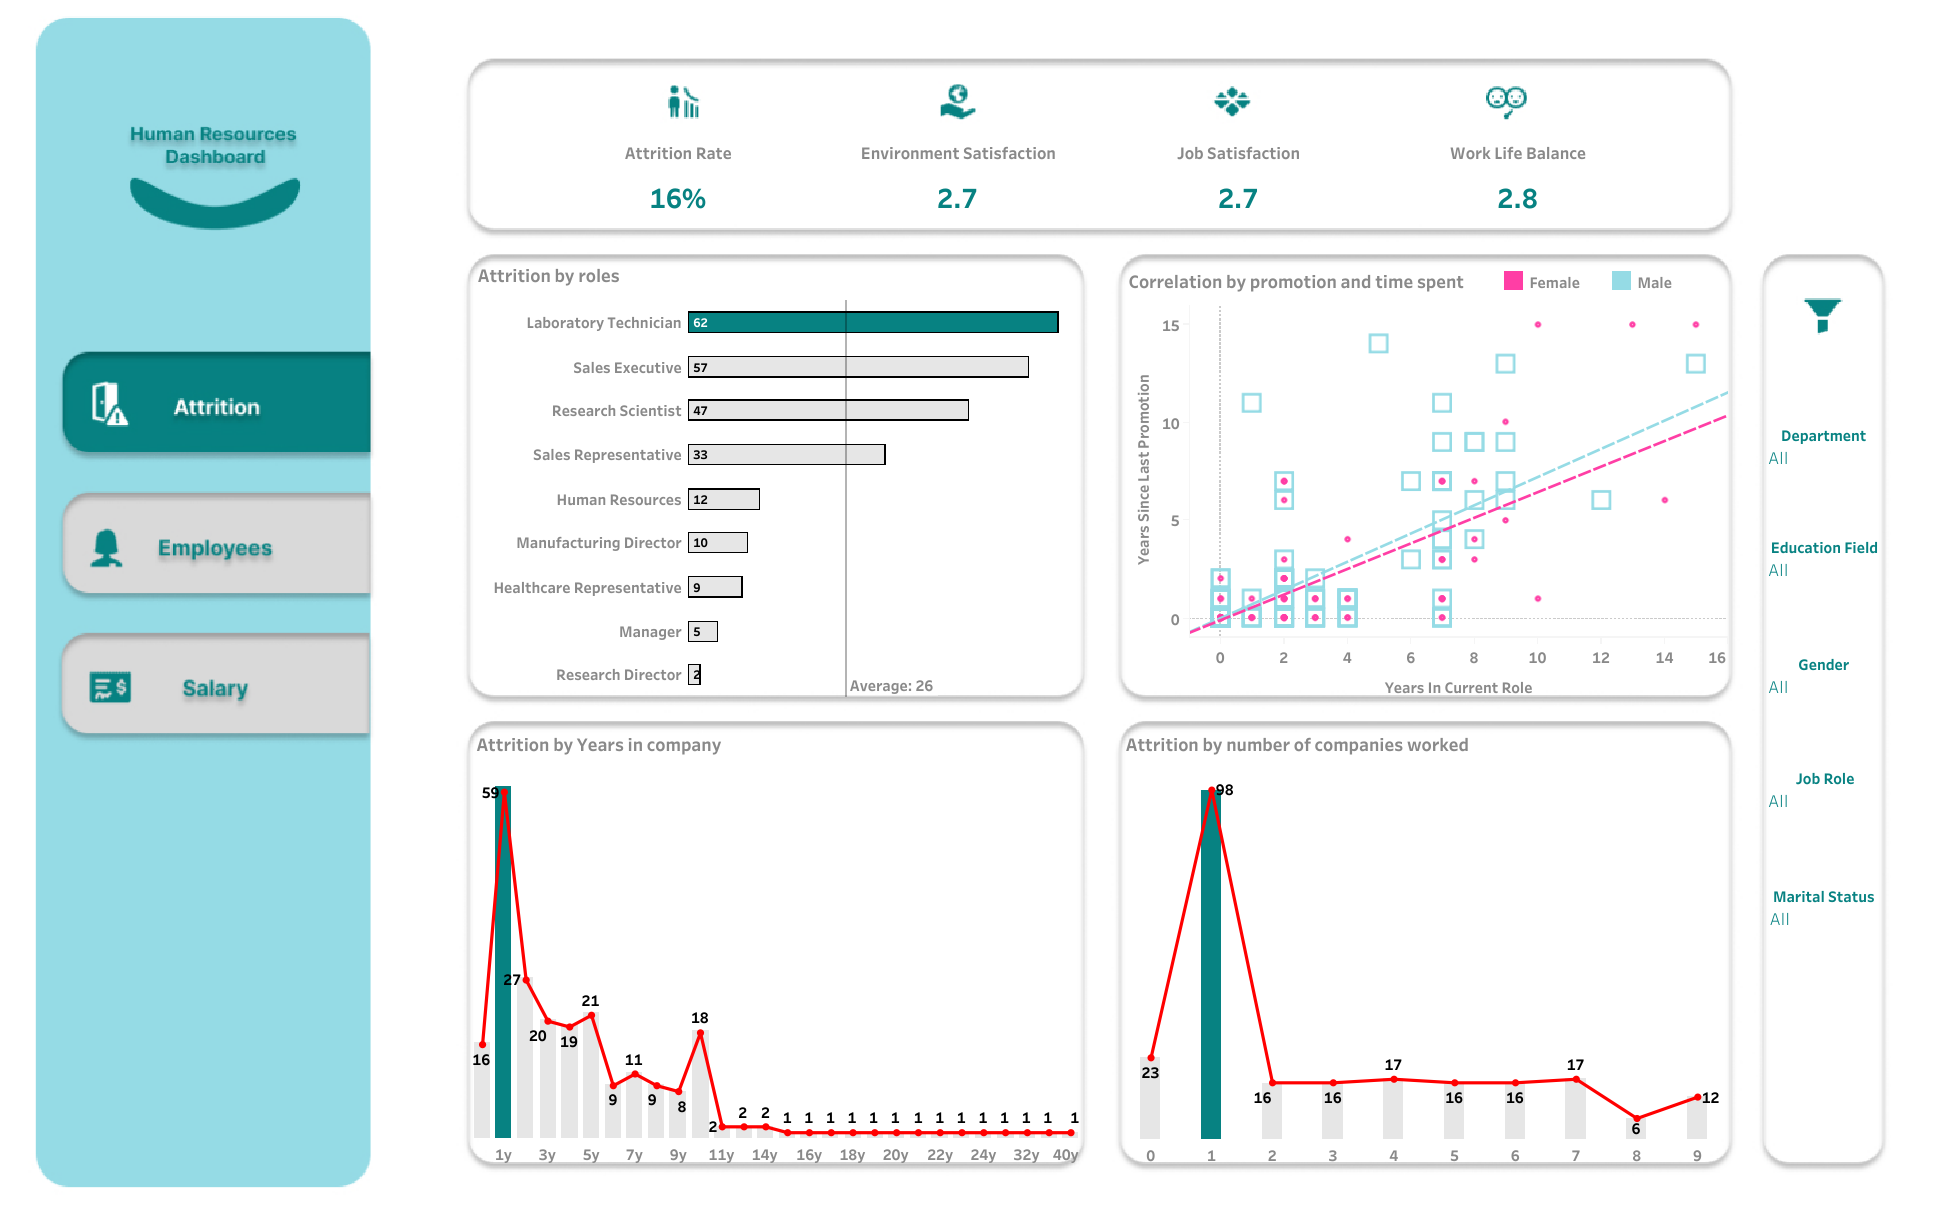 Human Resources
Dashboard
Attrition
Employees
Salary
Attrition Rate
16%
Environment Satisfaction
2.7
Job Satisfaction
2.7
Work Life Balance
2.8
Attrition by roles
Laboratory Technician 62
Sales Executive 57
Research Scientist 47
Sales Representative 33
Human Resources 12
Manufacturing Director 10
Healthcare Representative 9
Manager 5
Research Director 2
Average: 26
Correlation by promotion and time spent
Female
Male
Years Since Last Promotion
15
10
5
0
0 2 4 6 8 10 12 14 16
Years In Current Role
Attrition by Years in company
59
27
16
20
19
21
9
11
9
8
18
2
2
2
1 1 1 1 1 1 1 1 1 1 1 1 1 1
1y 3y 5y 7y 9y 11y 14y 16y 18y 20y 22y 24y 32y 40y
Attrition by number of companies worked
23
98
16
16
17
16
16
17
6
12
0 1 2 3 4 5 6 7 8 9
Department
All
Education Field
All
Gender
All
Job Role
All
Marital Status
All